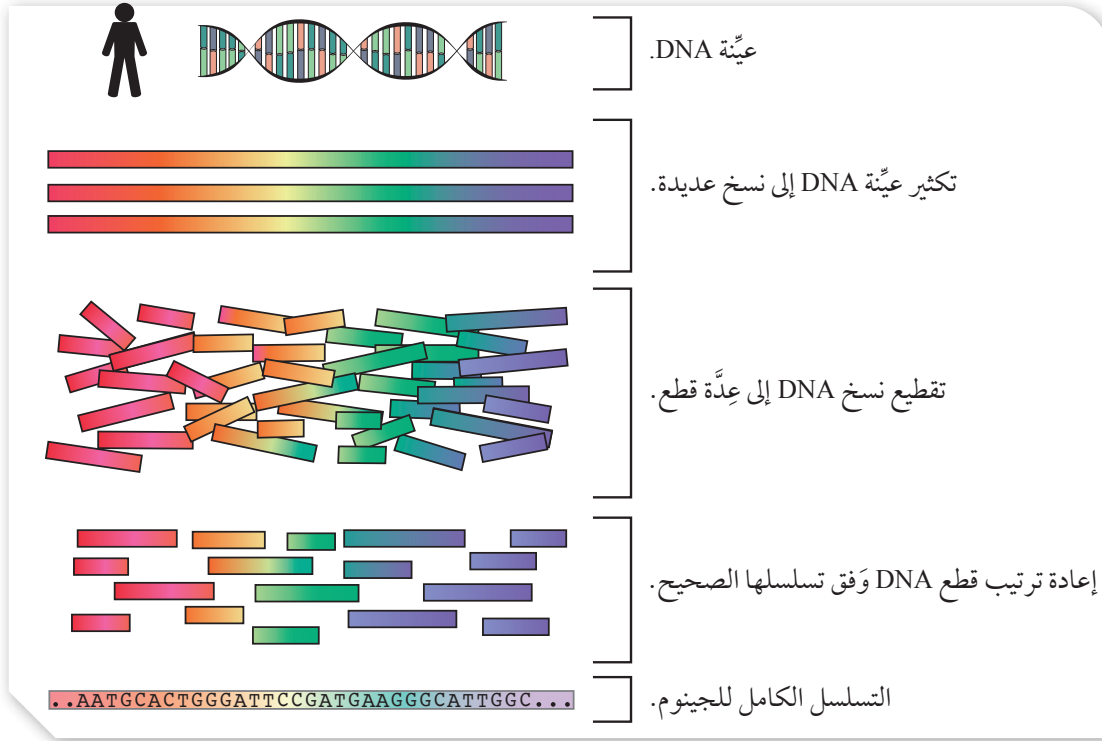 عيِّنة DNA.
تكثير عيِّنة DNA إلى نسخ عديدة.
تقطيع نسخ DNA إلى عِدَّة قطع.
إعادة ترتيب قطع DNA وَفق تسلسلها الصحيح.
..AATGCACTGGGATTCCGATGAAGGGCATTGGC...
التسلسل الكامل للجينوم.